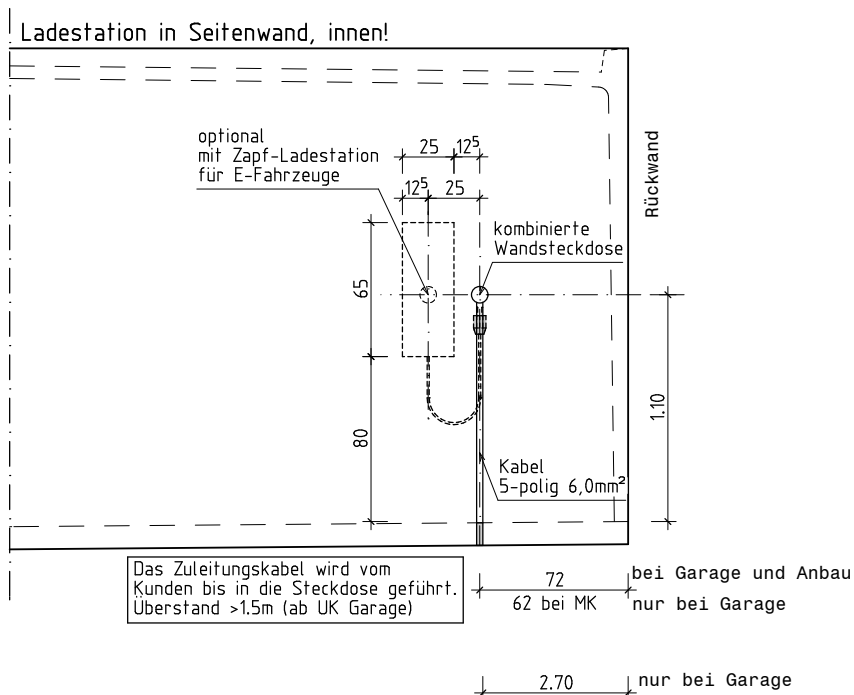 Ladestation in Seitenwand, innen!
optional
mit Zapf-Ladestation
für E-Fahrzeuge
25
12⁵
12⁵
25
Rückwand
kombinierte
Wandsteckdose
65
80
1.10
Kabel
5-polig 6,0mm²
Das Zuleitungskabel wird vom
Kunden bis in die Steckdose geführt.
Überstand >1.5m (ab UK Garage)
72
bei Garage und Anbau
62 bei MK
nur bei Garage
2.70
nur bei Garage